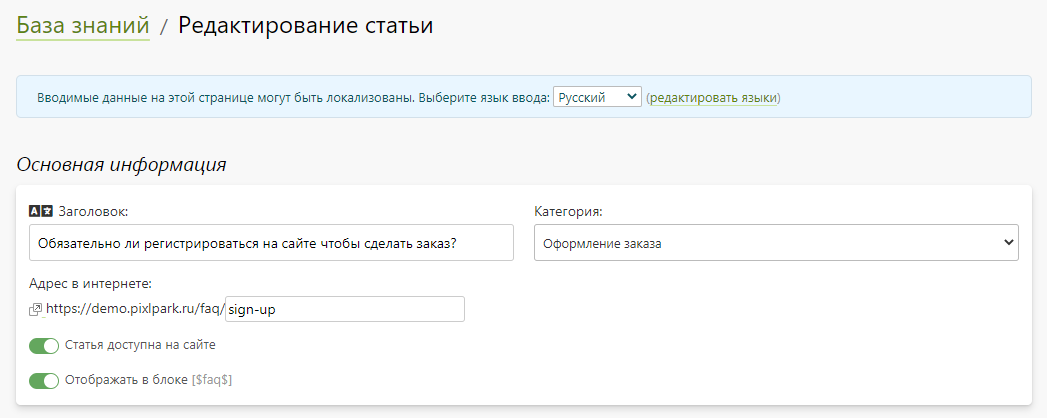 База знаний / Редактирование статьи
Вводимые данные на этой странице могут быть локализованы. Выберите язык ввода: Русский (редактировать языки)
Основная информация
Заголовок:
Обязательно ли регистрироваться на сайте чтобы сделать заказ?
Категория:
Оформление заказа
Адрес в интернете:
https://demo.pixlpark.ru/faq/sign-up
Статья доступна на сайте
Отображать в блоке [$faq$]